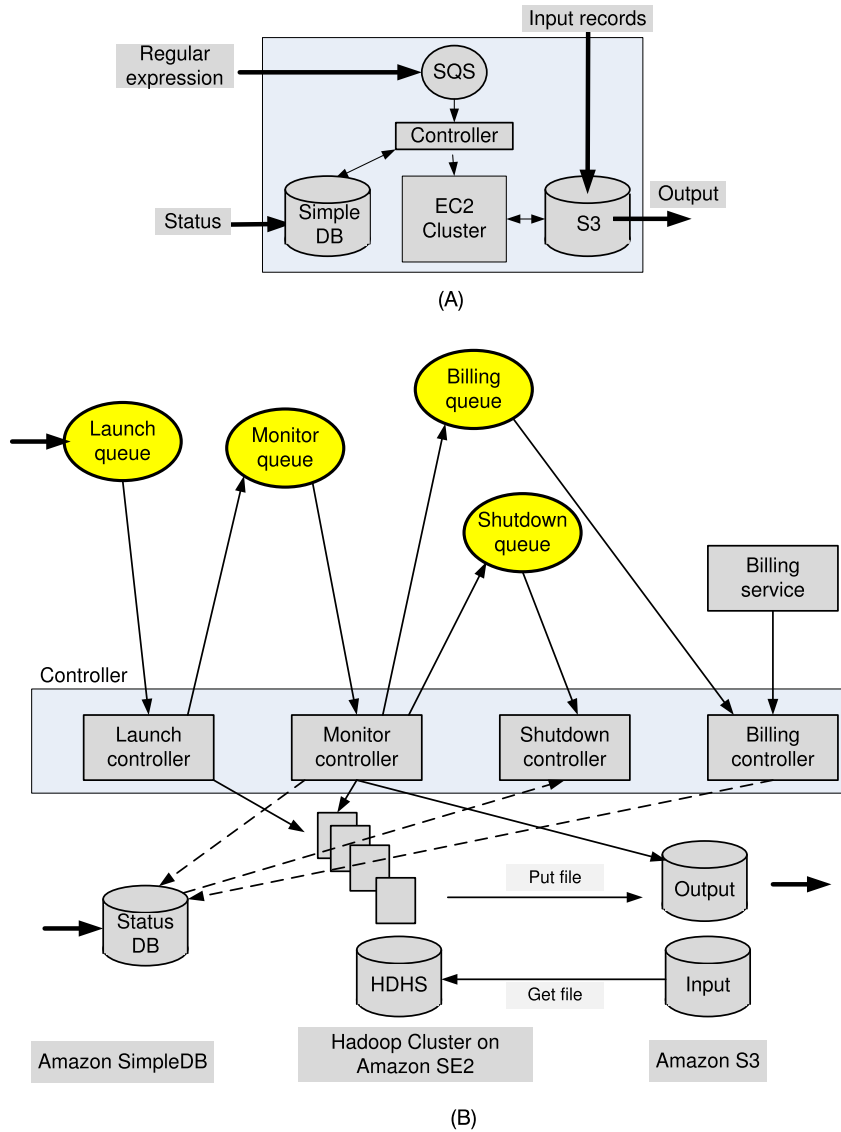 Input records
Regular
expression
SQS
Controller
Simple
DB
EC2
Cluster
S3
Output
Status
(A)
Billing
queue
Launch
queue
Monitor
queue
Shutdown
queue
Billing
service
Controller
Launch
controller
Monitor
controller
Shutdown
controller
Billing
controller
Put file
Output
Status
DB
HDHS
Get file
Input
Amazon SimpleDB
Hadoop Cluster on
Amazon SE2
Amazon S3
(B)